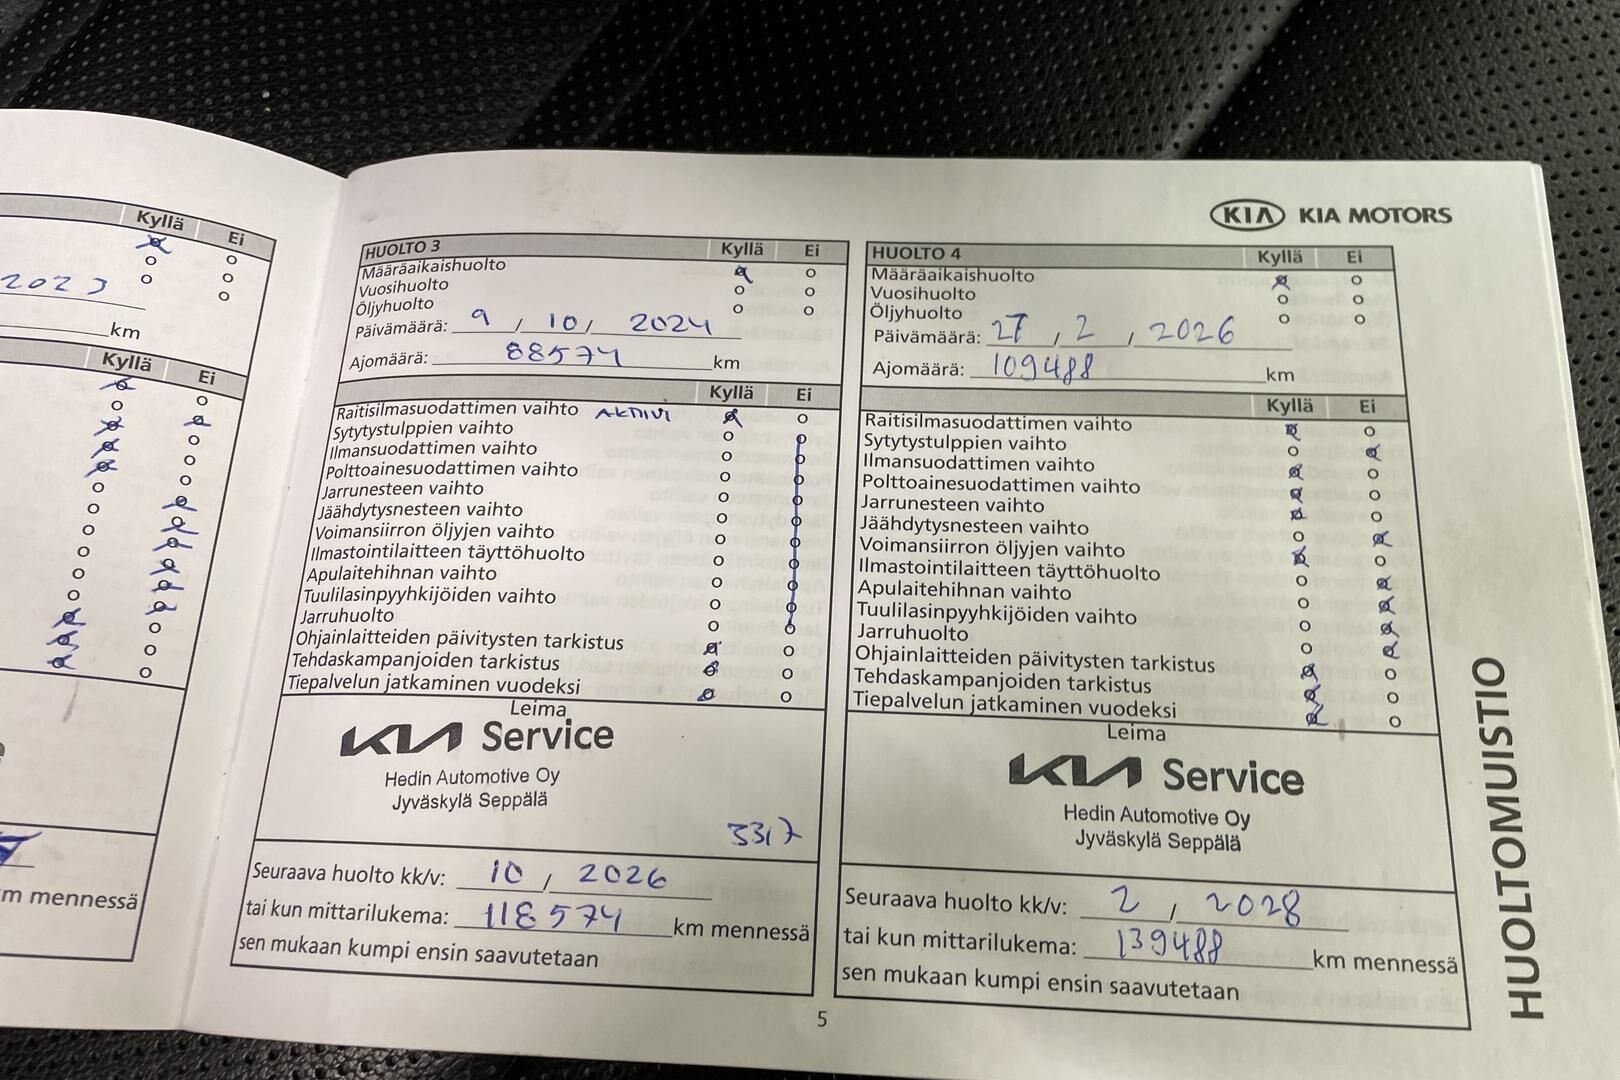 Kyllä Ei
2023
km
Kyllä Ei
km mennessä
KIA KIA MOTORS
HUOLTO 3 Kyllä Ei
Määräaikaishuolto
Vuosihuolto
Öljyhuolto
Päivämäärä: 9 / 10 / 2024
Ajomäärä: 88574 km
Kyllä Ei
Raitisilmasuodattimen vaihto AKTIIVI
Sytytystulppien vaihto
Ilmansuodattimen vaihto
Polttoainesuodattimen vaihto
Jarrunesteen vaihto
Jäähdytysnesteen vaihto
Voimansiirron öljyjen vaihto
Ilmastointilaitteen täyttöhuolto
Apulaitehihnan vaihto
Tuulilasinpyyhkijöiden vaihto
Jarruhuolto
Ohjainlaitteiden päivitysten tarkistus
Tehdaskampanjoiden tarkistus
Tiepalvelun jatkaminen vuodeksi
Leima
KIA Service
Hedin Automotive Oy
Jyväskylä Seppälä
3317
Seuraava huolto kk/v: 10 / 2026
tai kun mittarilukema: 118574 km mennessä
sen mukaan kumpi ensin saavutetaan
HUOLTO 4 Kyllä Ei
Määräaikaishuolto
Vuosihuolto
Öljyhuolto
Päivämäärä: 27 / 2 / 2026
Ajomäärä: 109488 km
Kyllä Ei
Raitisilmasuodattimen vaihto
Sytytystulppien vaihto
Ilmansuodattimen vaihto
Polttoainesuodattimen vaihto
Jarrunesteen vaihto
Jäähdytysnesteen vaihto
Voimansiirron öljyjen vaihto
Ilmastointilaitteen täyttöhuolto
Apulaitehihnan vaihto
Tuulilasinpyyhkijöiden vaihto
Jarruhuolto
Ohjainlaitteiden päivitysten tarkistus
Tehdaskampanjoiden tarkistus
Tiepalvelun jatkaminen vuodeksi
Leima
KIA Service
Hedin Automotive Oy
Jyväskylä Seppälä
Seuraava huolto kk/v: 2 / 2028
tai kun mittarilukema: 139488 km mennessä
sen mukaan kumpi ensin saavutetaan
HUOLTOMUISTIO
5